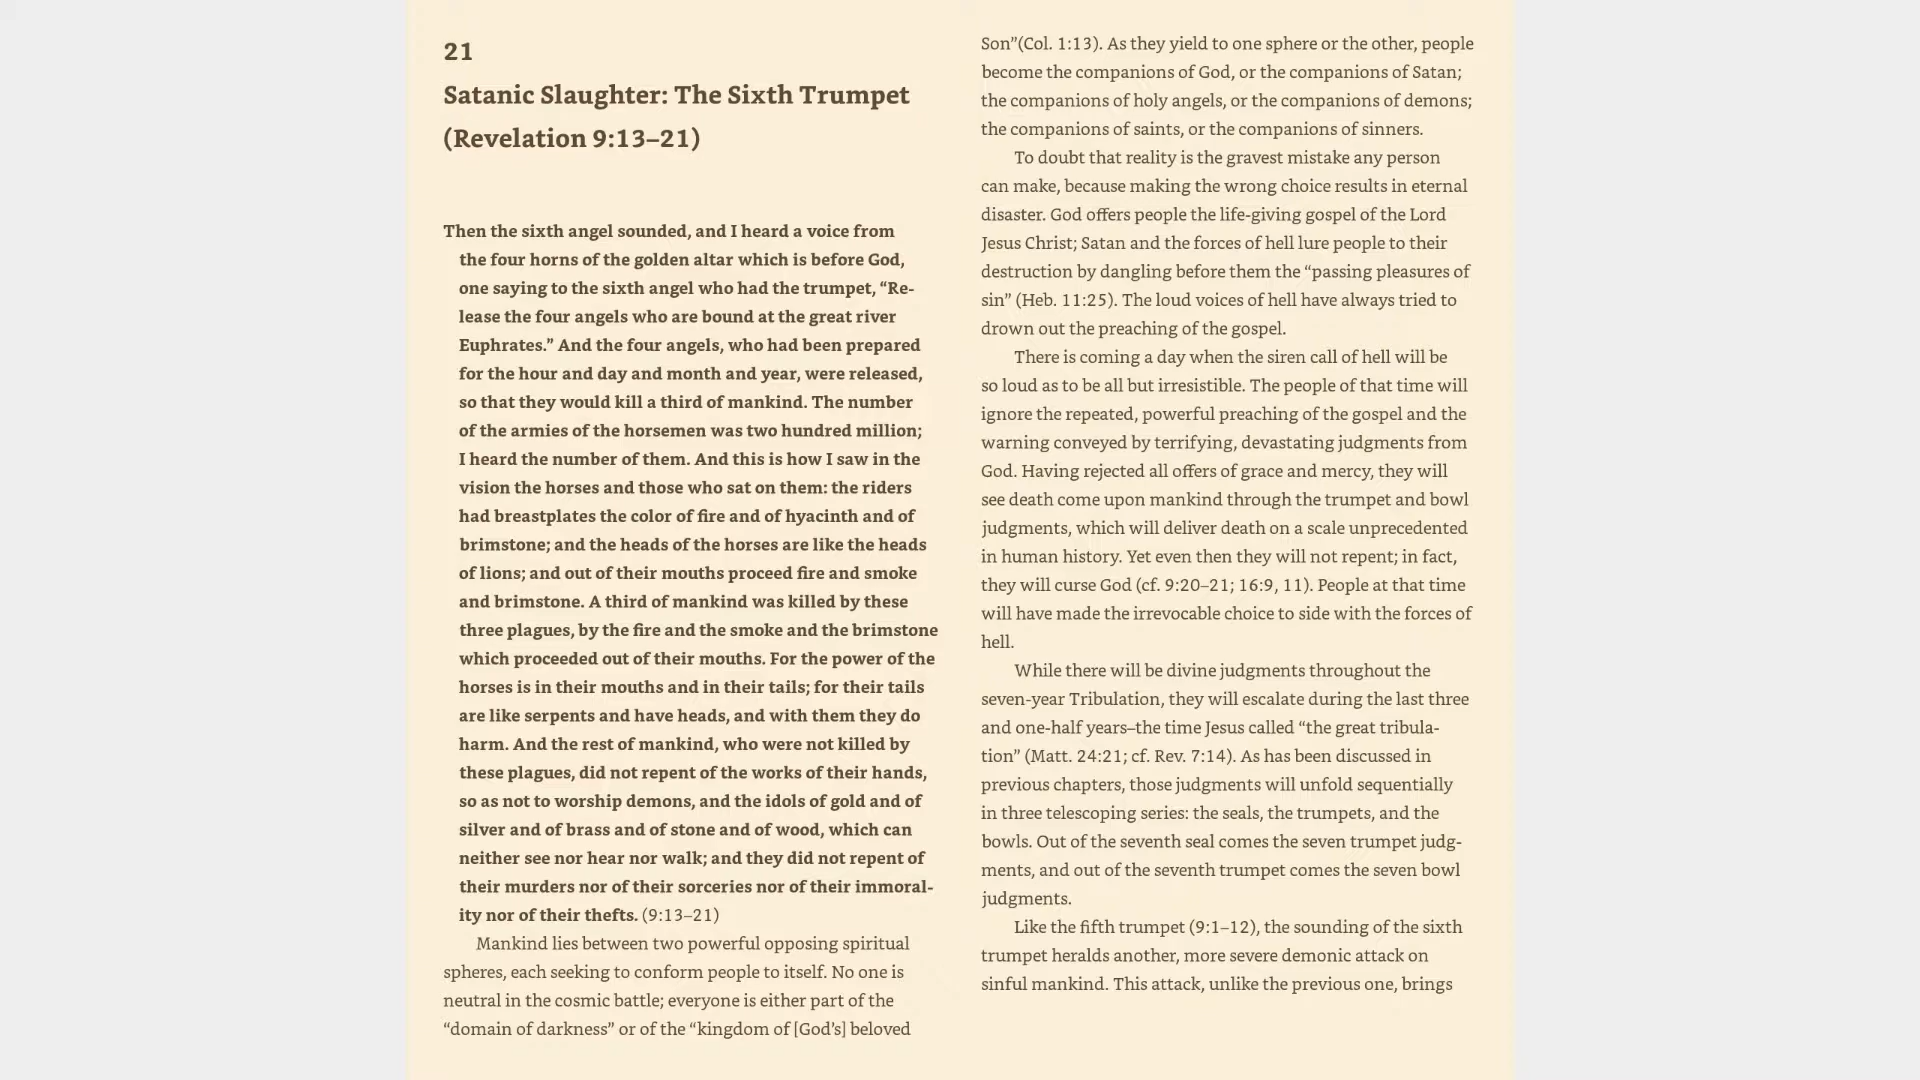 21
Satanic Slaughter: The Sixth Trumpet
(Revelation 9:13–21)
Then the sixth angel sounded, and I heard a voice from
the four horns of the golden altar which is before God,
one saying to the sixth angel who had the trumpet, “Re-
lease the four angels who are bound at the great river
Euphrates.” And the four angels, who had been prepared
for the hour and day and month and year, were released,
so that they would kill a third of mankind. The number
of the armies of the horsemen was two hundred million;
I heard the number of them. And this is how I saw in the
vision the horses and those who sat on them: the riders
had breastplates the color of fire and of hyacinth and of
brimstone; and the heads of the horses are like the heads
of lions; and out of their mouths proceed fire and smoke
and brimstone. A third of mankind was killed by these
three plagues, by the fire and the smoke and the brimstone
which proceeded out of their mouths. For the power of the
horses is in their mouths and in their tails; for their tails
are like serpents and have heads, and with them they do
harm. And the rest of mankind, who were not killed by
these plagues, did not repent of the works of their hands,
so as not to worship demons, and the idols of gold and of
silver and of brass and of stone and of wood, which can
neither see nor hear nor walk; and they did not repent of
their murders nor of their sorceries nor of their immoral-
ity nor of their thefts. (9:13–21)
Mankind lies between two powerful opposing spiritual
spheres, each seeking to conform people to itself. No one is
neutral in the cosmic battle; everyone is either part of the
“domain of darkness” or of the “kingdom of [God’s] beloved
Son”(Col. 1:13). As they yield to one sphere or the other, people
become the companions of God, or the companions of Satan;
the companions of holy angels, or the companions of demons;
the companions of saints, or the companions of sinners.
To doubt that reality is the gravest mistake any person
can make, because making the wrong choice results in eternal
disaster. God offers people the life-giving gospel of the Lord
Jesus Christ; Satan and the forces of hell lure people to their
destruction by dangling before them the “passing pleasures of
sin” (Heb. 11:25). The loud voices of hell have always tried to
drown out the preaching of the gospel.
There is coming a day when the siren call of hell will be
so loud as to be all but irresistible. The people of that time will
ignore the repeated, powerful preaching of the gospel and the
warning conveyed by terrifying, devastating judgments from
God. Having rejected all offers of grace and mercy, they will
see death come upon mankind through the trumpet and bowl
judgments, which will deliver death on a scale unprecedented
in human history. Yet even then they will not repent; in fact,
they will curse God (cf. 9:20–21; 16:9, 11). People at that time
will have made the irrevocable choice to side with the forces of
hell.
While there will be divine judgments throughout the
seven-year Tribulation, they will escalate during the last three
and one-half years–the time Jesus called “the great tribula-
tion” (Matt. 24:21; cf. Rev. 7:14). As has been discussed in
previous chapters, those judgments will unfold sequentially
in three telescoping series: the seals, the trumpets, and the
bowls. Out of the seventh seal comes the seven trumpet judg-
ments, and out of the seventh trumpet comes the seven bowl
judgments.
Like the fifth trumpet (9:1–12), the sounding of the sixth
trumpet heralds another, more severe demonic attack on
sinful mankind. This attack, unlike the previous one, brings